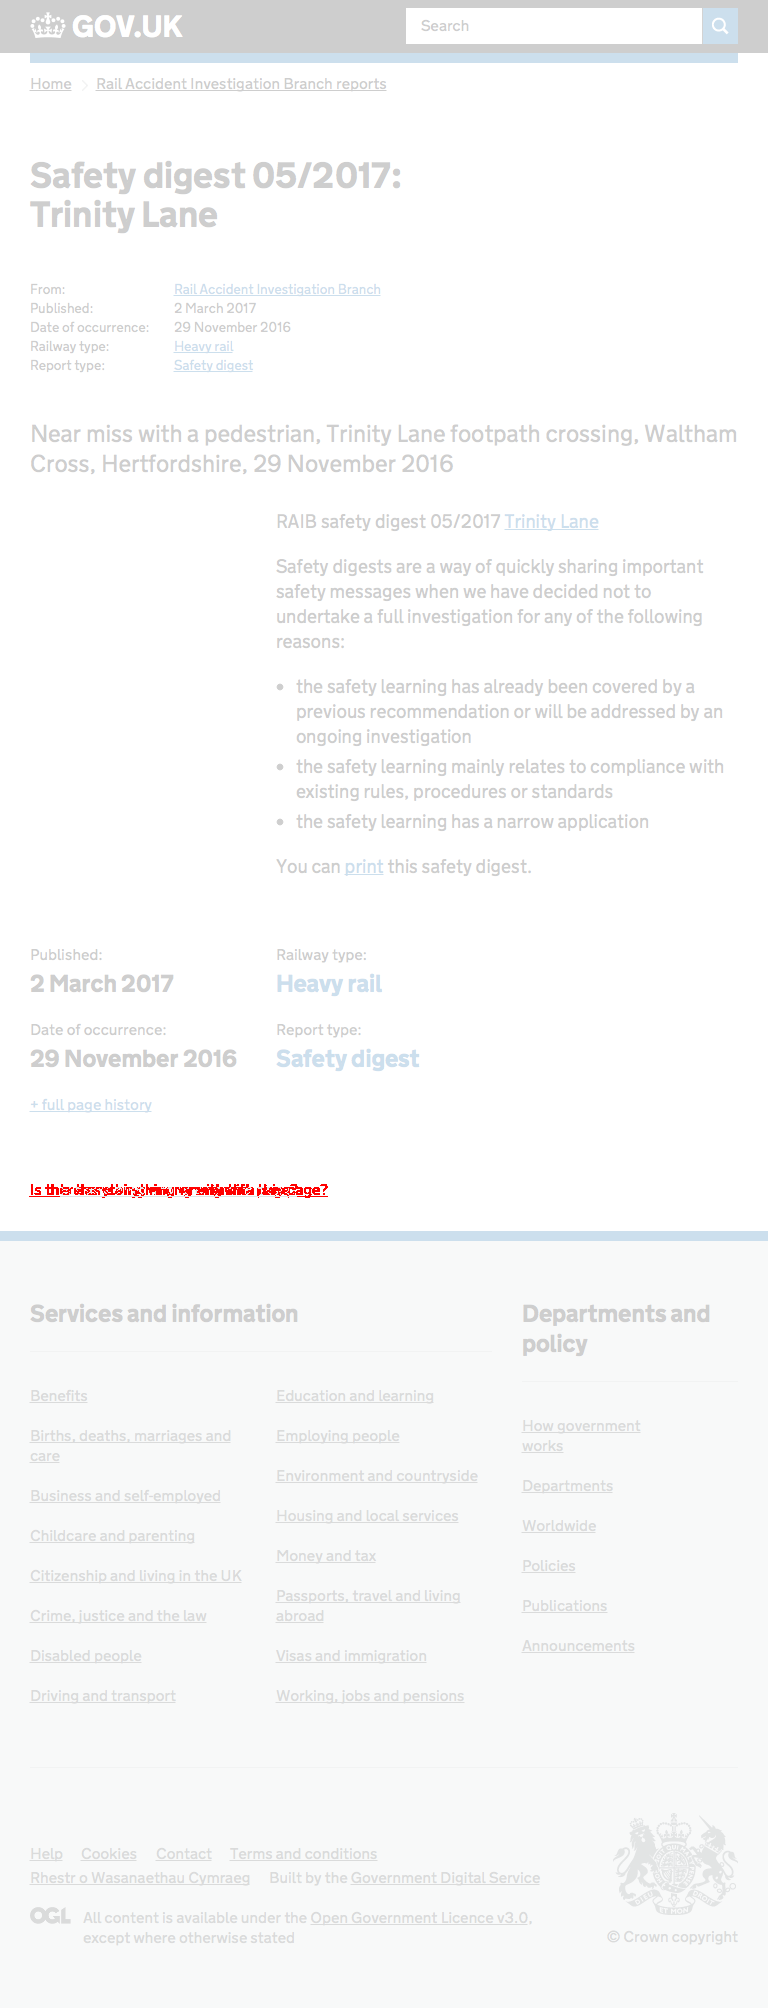 GOV.UK
Search
Home
Rail Accident Investigation Branch reports
Safety digest 05/2017:
Trinity Lane
From: Rail Accident Investigation Branch
Published: 2 March 2017
Date of occurrence: 29 November 2016
Railway type: Heavy rail
Report type: Safety digest
Near miss with a pedestrian, Trinity Lane footpath crossing, Waltham
Cross, Hertfordshire, 29 November 2016
RAIB safety digest 05/2017 Trinity Lane
Safety digests are a way of quickly sharing important
safety messages when we have decided not to
undertake a full investigation for any of the following
reasons:
• the safety learning has already been covered by a
previous recommendation or will be addressed by an
ongoing investigation
• the safety learning mainly relates to compliance with
existing rules, procedures or standards
• the safety learning has a narrow application
You can print this safety digest.
Published:
2 March 2017
Railway type:
Heavy rail
Date of occurrence:
29 November 2016
Report type:
Safety digest
+ full page history
Is
Services and information
Benefits
Births, deaths, marriages and
care
Business and self-employed
Childcare and parenting
Citizenship and living in the UK
Crime, justice and the law
Disabled people
Driving and transport
Education and learning
Employing people
Environment and countryside
Housing and local services
Money and tax
Passports, travel and living
abroad
Visas and immigration
Working, jobs and pensions
Departments and
policy
How government
works
Departments
Worldwide
Policies
Publications
Announcements
Help Cookies Contact Terms and conditions
Rhestr o Wasanaethau Cymraeg Built by the Government Digital Service
OGL All content is available under the Open Government Licence v3.0,
except where otherwise stated
© Crown copyright